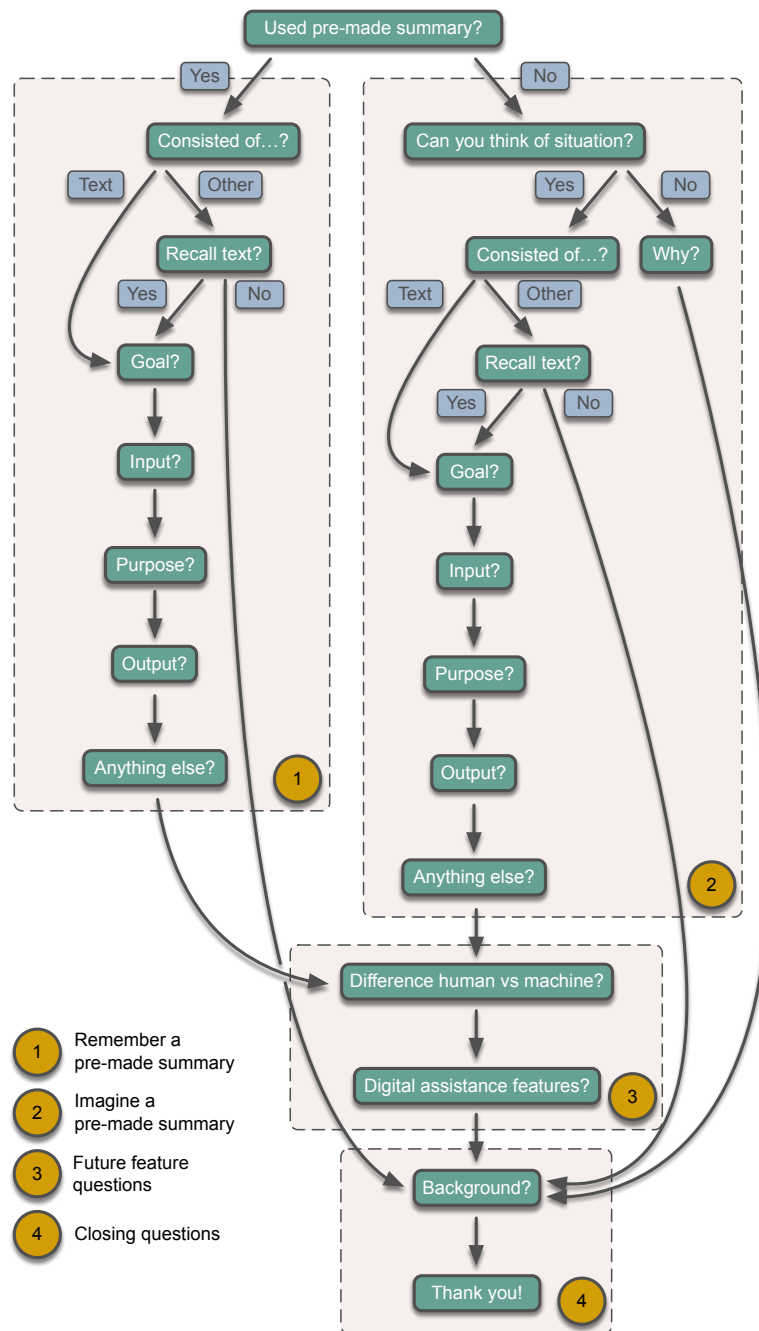 Used pre-made summary?
Yes
No
Consisted of…?
Can you think of situation?
Text
Other
Yes
No
Recall text?
Consisted of…?
Why?
Yes
No
Text
Other
Goal?
Recall text?
Yes
No
Input?
Goal?
Purpose?
Input?
Output?
Purpose?
Anything else?
1
Output?
Anything else?
2
Difference human vs machine?
Digital assistance features?
3
Background?
Thank you!
4
1
Remember a
pre-made summary
2
Imagine a
pre-made summary
3
Future feature
questions
4
Closing questions